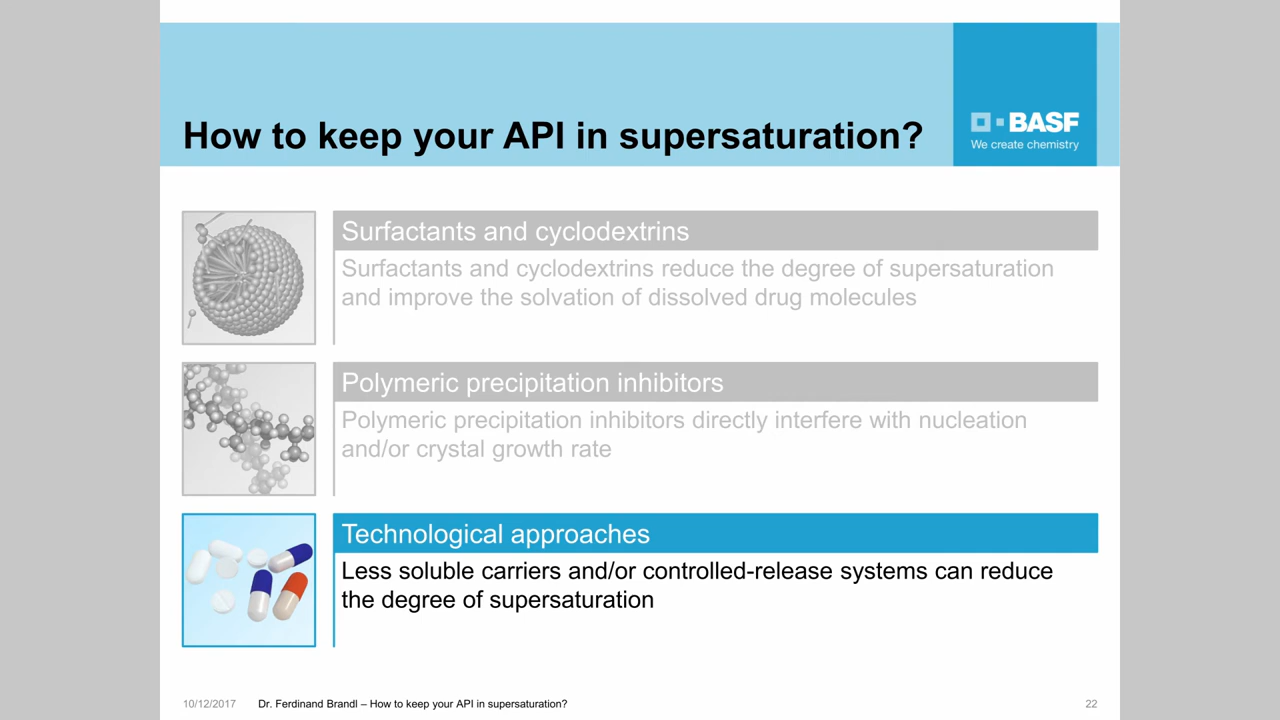 How to keep your API in supersaturation?
BASF
We create chemistry
Surfactants and cyclodextrins
Surfactants and cyclodextrins reduce the degree of supersaturation
and improve the solvation of dissolved drug molecules
Polymeric precipitation inhibitors
Polymeric precipitation inhibitors directly interfere with nucleation
and/or crystal growth rate
Technological approaches
Less soluble carriers and/or controlled-release systems can reduce
the degree of supersaturation
10/12/2017 Dr. Ferdinand Brandl – How to keep your API in supersaturation? 22